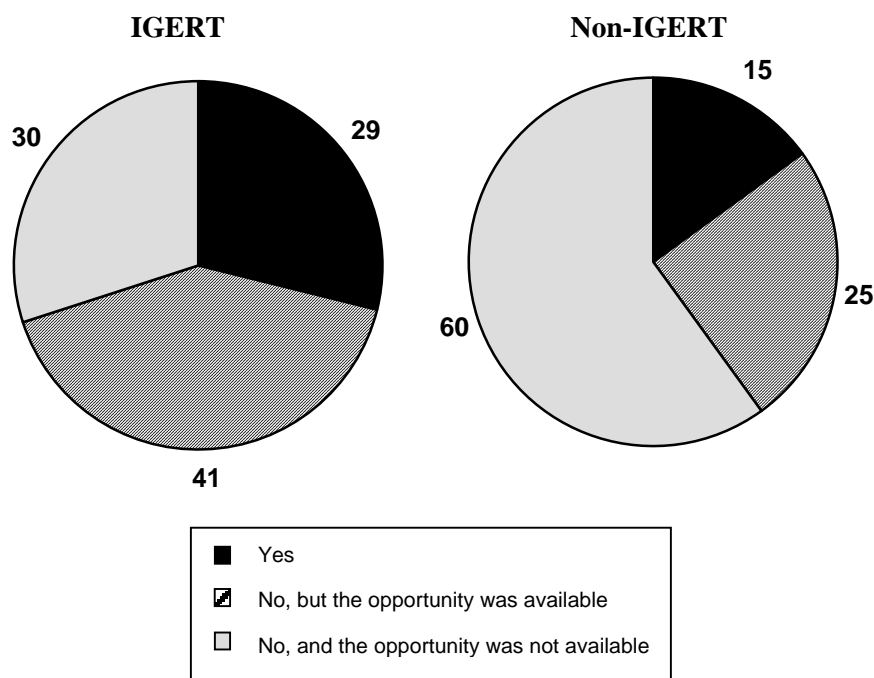 IGERT
Non-IGERT
15
30
29
25
60
41
Yes
No, but the opportunity was available
No, and the opportunity was not available